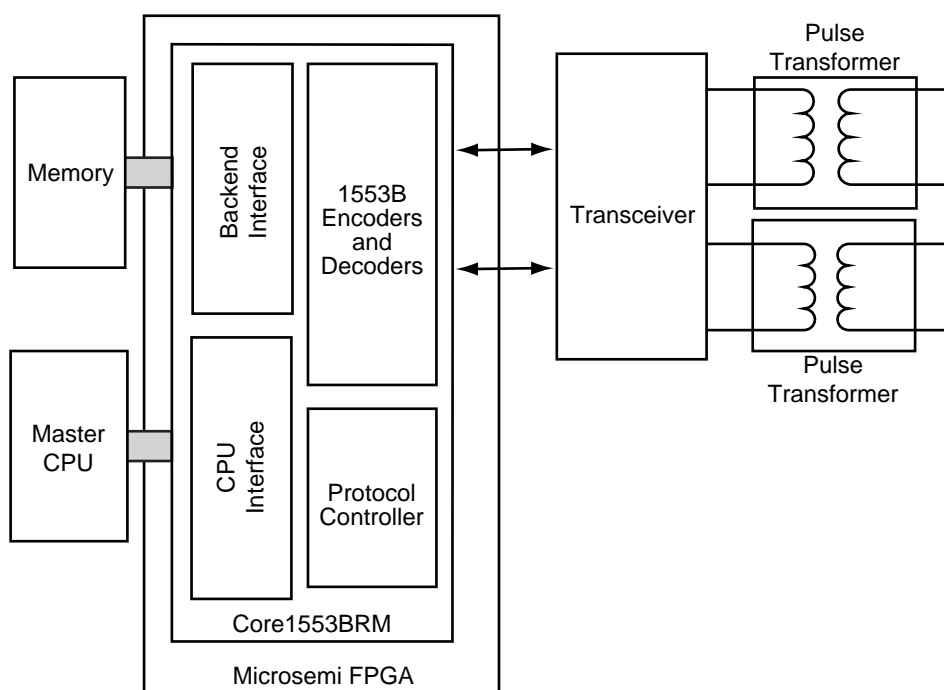 Pulse
Transformer
Memory
Backend
Interface
1553B
Encoders
and
Decoders
Transceiver
Master
CPU
CPU
Interface
Protocol
Controller
Pulse
Transformer
Core1553BRM
Microsemi FPGA